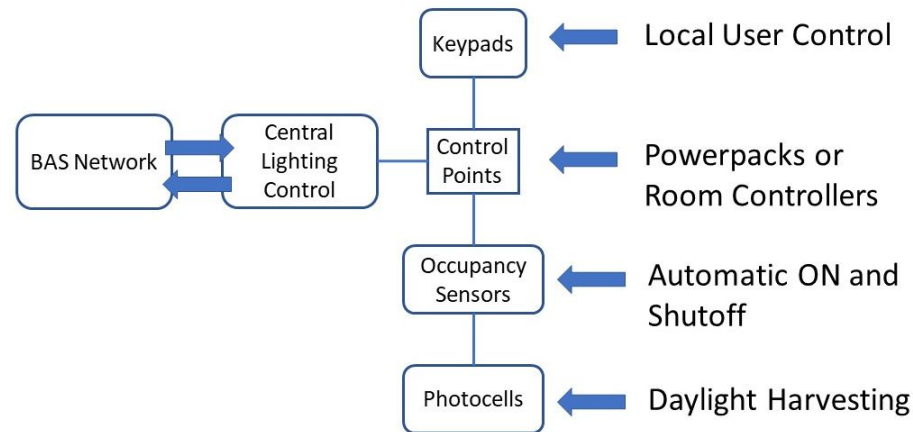 Keypads
Local User Control
BAS Network
Central
Lighting
Control
Control
Points
Powerpacks or
Room Controllers
Occupancy
Sensors
Automatic ON and
Shutoff
Photocells
Daylight Harvesting